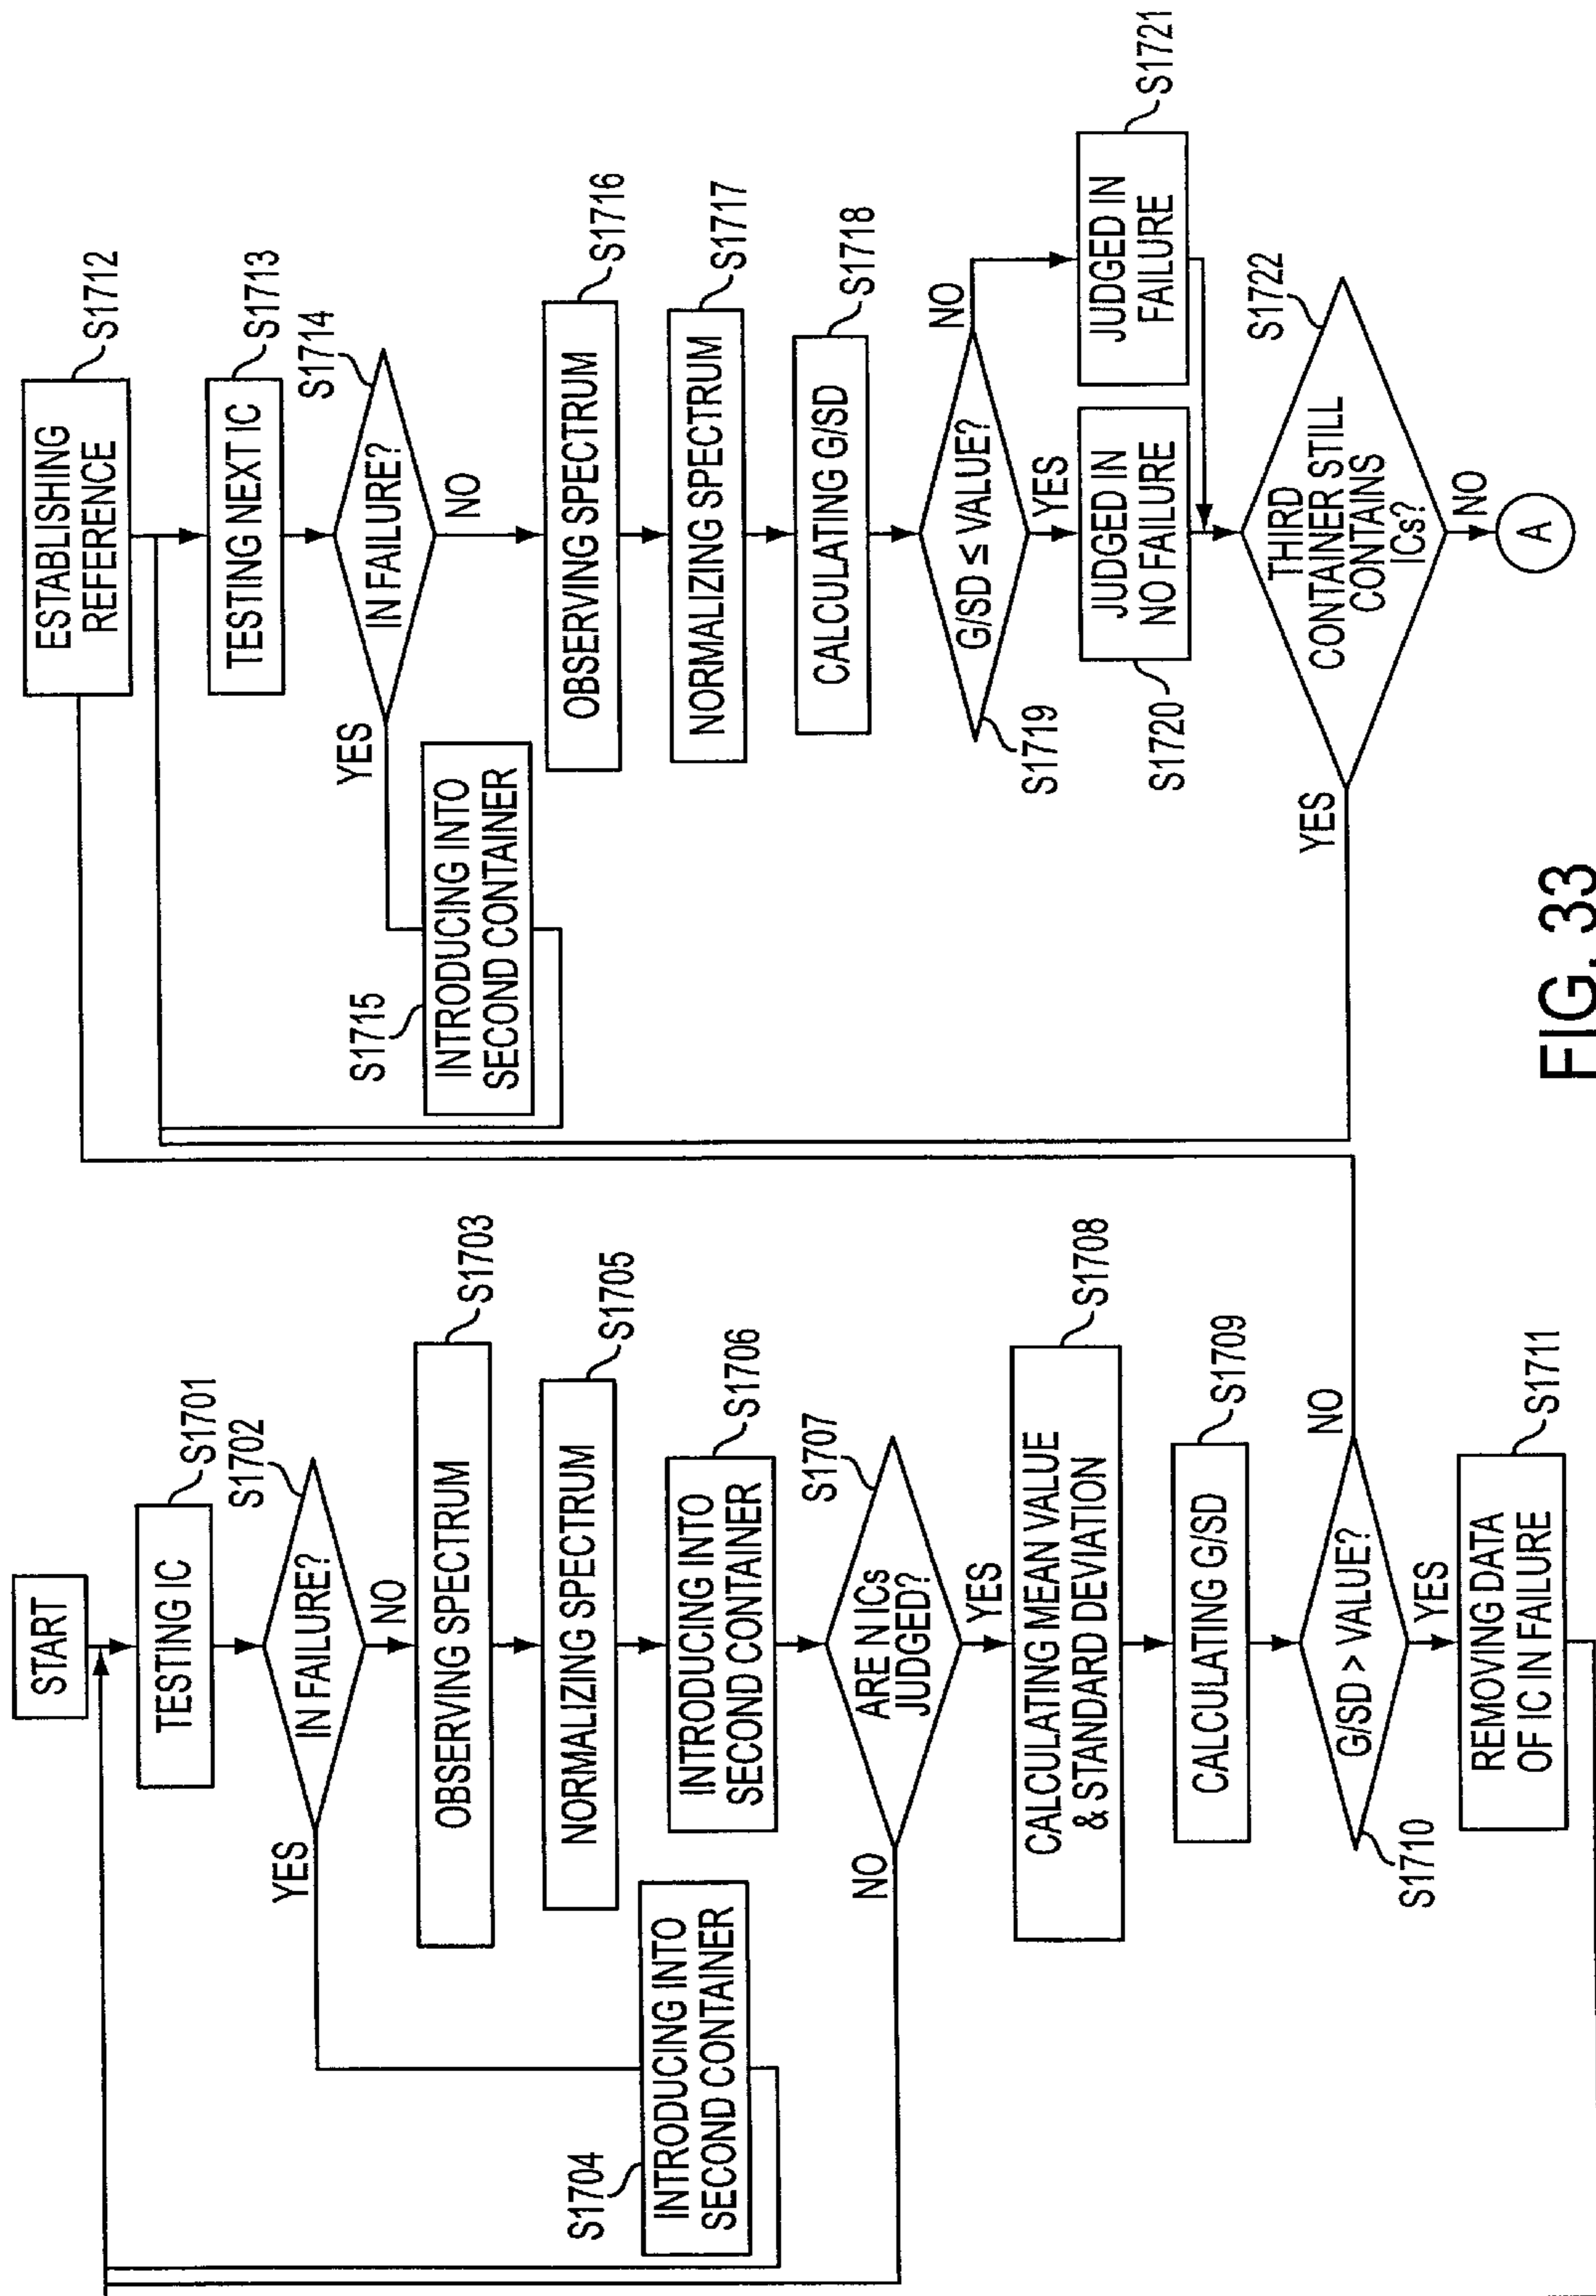 START
TESTING IC
S1701
IN FAILURE?
S1702
YES
NO
OBSERVING SPECTRUM
S1703
S1704
INTRODUCING INTO
SECOND CONTAINER
NORMALIZING SPECTRUM
S1705
INTRODUCING INTO
SECOND CONTAINER
S1706
ARE N ICs
JUDGED?
S1707
NO
YES
CALCULATING MEAN VALUE
& STANDARD DEVIATION
S1708
CALCULATING G/SD
S1709
G/SD > VALUE?
S1710
NO
YES
REMOVING DATA
OF IC IN FAILURE
S1711
ESTABLISHING
REFERENCE
S1712
TESTING NEXT IC
S1713
IN FAILURE?
S1714
YES
NO
S1715
INTRODUCING INTO
SECOND CONTAINER
OBSERVING SPECTRUM
S1716
NORMALIZING SPECTRUM
S1717
CALCULATING G/SD
S1718
G/SD ≤ VALUE?
S1719
NO
YES
JUDGED IN
NO FAILURE
S1720
JUDGED IN
FAILURE
S1721
THIRD
CONTAINER STILL
CONTAINS
ICs?
S1722
YES
NO
A
FIG. 33